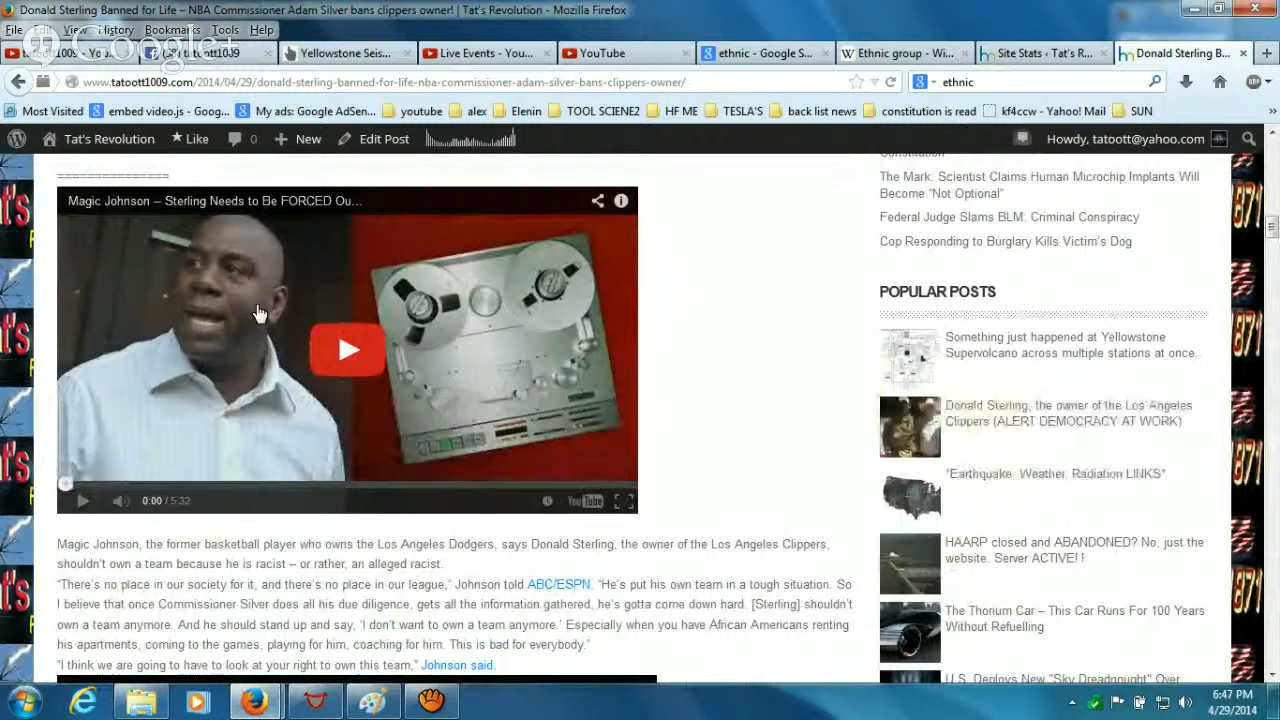 Donald Sterling Banned for Life – NBA Commissioner Adam Silver bans clippers owner! | Tat's Revolution - Mozilla Firefox
File Edit View History Bookmarks Tools Help
Google+
Yellowstone Seis...
Live Events - You...
YouTube
ethnic - Google S...
Ethnic group - Wi...
Site Stats ‹ Tat's R...
Donald Sterling B...
www.tatoott1009.com/2014/04/29/donald-sterling-banned-for-life-nba-commissioner-adam-silver-bans-clippers-owner/
ethnic
Most Visited
embed video.js - Goog...
My ads: Google AdSen...
youtube
alex
Elenin
TOOL SCIENE2
HF ME
TESLA'S
back list news
constitution is read
kf4ccw - Yahoo! Mail
SUN
Tat's Revolution Like 0 New Edit Post
Howdy, tatoott@yahoo.com
===============
Magic Johnson – Sterling Needs to Be FORCED Ou...
0:00 / 5:32
YouTube
Magic Johnson, the former basketball player who owns the Los Angeles Dodgers, says Donald Sterling, the owner of the Los Angeles Clippers,
shouldn't own a team because he is racist – or rather, an alleged racist.
“There's no place in our society for it, and there's no place in our league,” Johnson told ABC/ESPN. “He's put his own team in a tough situation. So
I believe that once Commissioner Silver does all his due diligence, gets all the information gathered, he's gotta come down hard. [Sterling] shouldn't
own a team anymore. And he should stand up and say, ‘I don't want to own a team anymore.’ Especially when you have African Americans renting
his apartments, coming to the games, playing for him, coaching for him. This is bad for everybody.”
“I think we are going to have to look at your right to own this team,” Johnson said.
Constitution
The Mark. Scientist Claims Human Microchip Implants Will
Become “Not Optional”
Federal Judge Slams BLM: Criminal Conspiracy
Cop Responding to Burglary Kills Victim's Dog
POPULAR POSTS
Something just happened at Yellowstone
Supervolcano across multiple stations at once..
Donald Sterling, the owner of the Los Angeles
Clippers (ALERT DEMOCRACY AT WORK)
*Earthquake, Weather, Radiation LINKS*
HAARP closed and ABANDONED? No, just the
website. Server ACTIVE! !
The Thorium Car – This Car Runs For 100 Years
Without Refuelling
U.S. Deploys New "Sky Dreadnought" Over
6:47 PM
4/29/2014